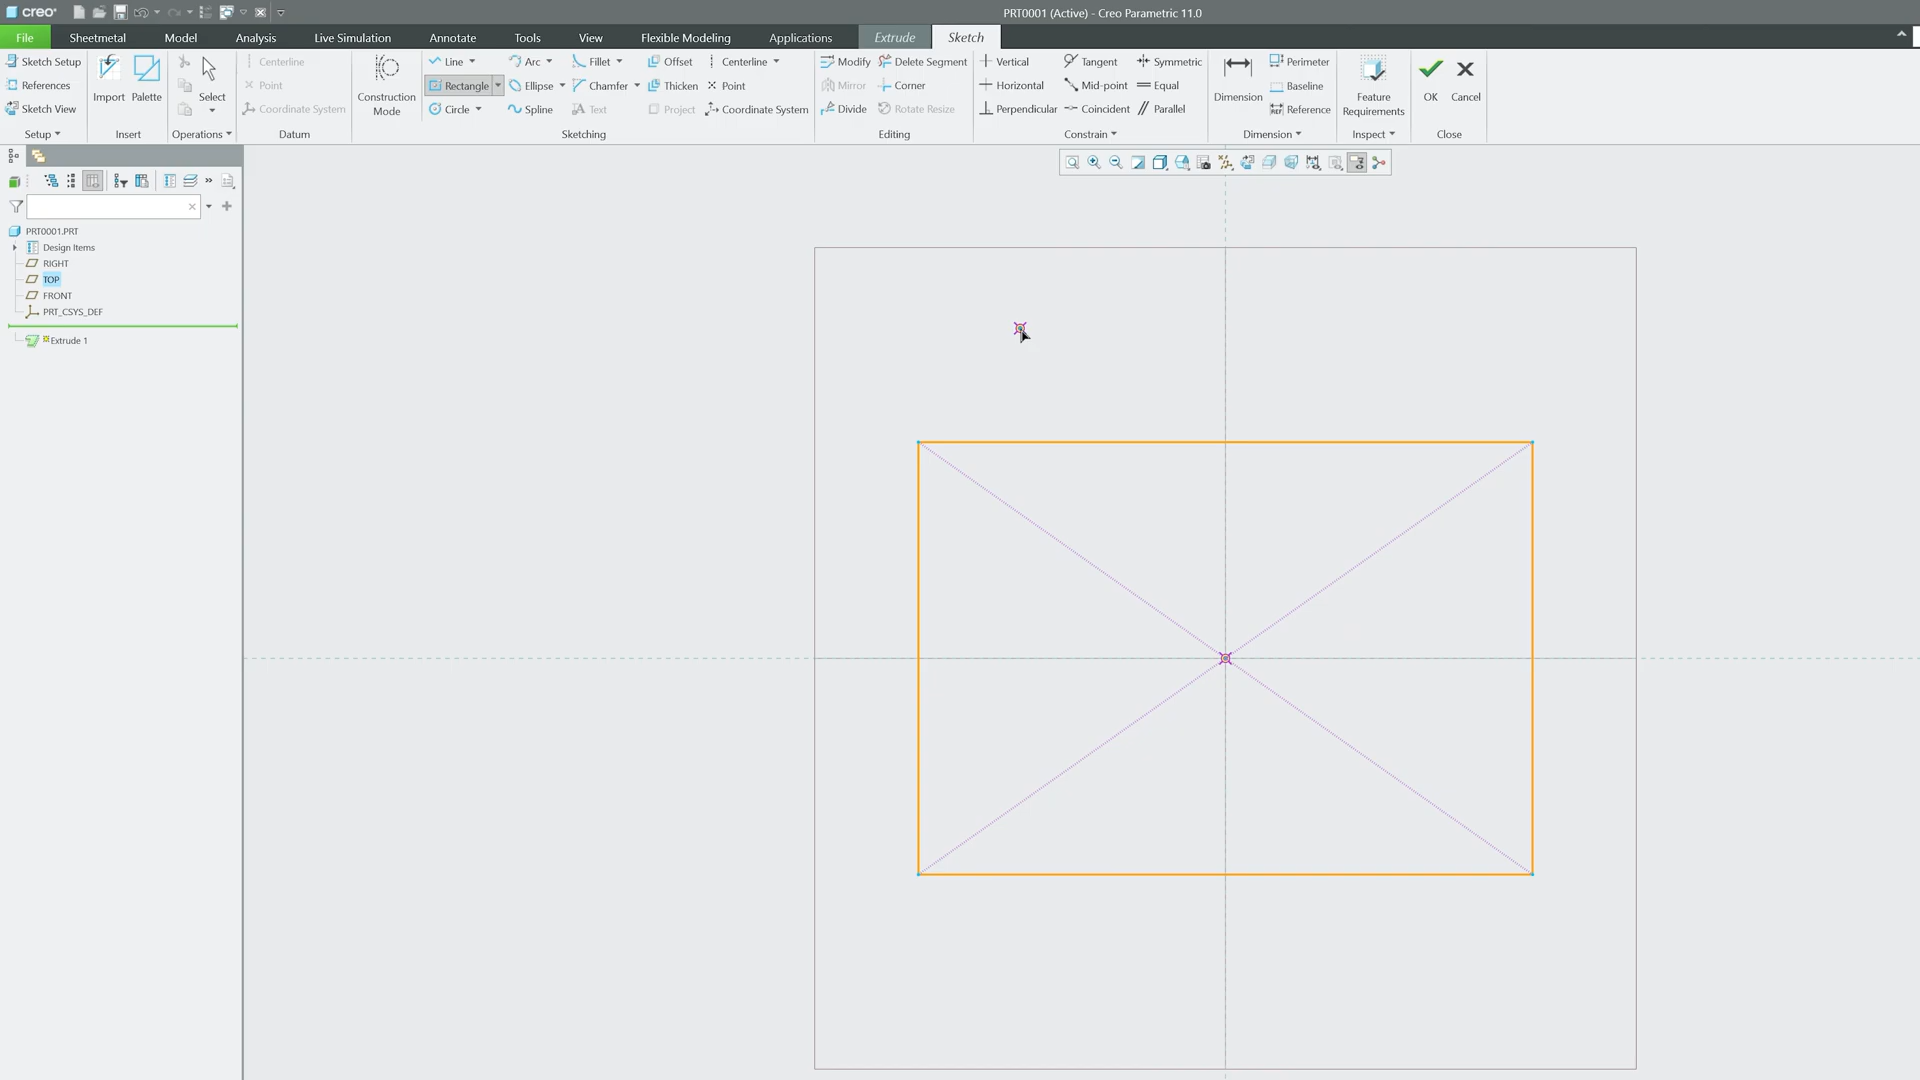 creo
PRT0001 (Active) - Creo Parametric 11.0
File Sheetmetal Model Analysis Live Simulation Annotate Tools View Flexible Modeling Applications Extrude Sketch
Sketch Setup Centerline Line Arc Fillet Offset Centerline Modify Delete Segment Vertical Tangent Symmetric Perimeter
References Import Palette Select Point Construction Mode Rectangle Ellipse Chamfer Thicken Point Mirror Corner Horizontal Mid-point Equal Dimension Baseline Feature Requirements OK Cancel
Sketch View Coordinate System Circle Spline Text Project Coordinate System Divide Rotate Resize Perpendicular Coincident Parallel Reference
Setup Insert Operations Datum Sketching Editing Constrain Dimension Inspect Close
PRT0001.PRT
Design Items
RIGHT
TOP
FRONT
PRT_CSYS_DEF
Extrude 1